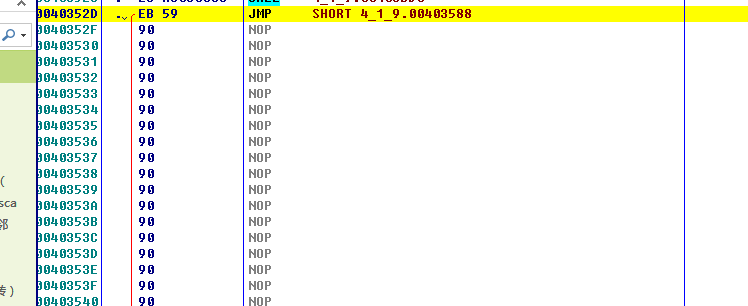 0040352D . EB 59 JMP SHORT 4_1_9.00403588
0040352F 90 NOP
00403530 90 NOP
00403531 90 NOP
00403532 90 NOP
00403533 90 NOP
00403534 90 NOP
00403535 90 NOP
00403536 90 NOP
00403537 90 NOP
00403538 90 NOP
00403539 90 NOP
0040353A 90 NOP
(
0040353B 90 NOP
sca
0040353C 90 NOP
邻
0040353D 90 NOP
0040353E 90 NOP
0040353F 90 NOP
传)
00403540 90 NOP